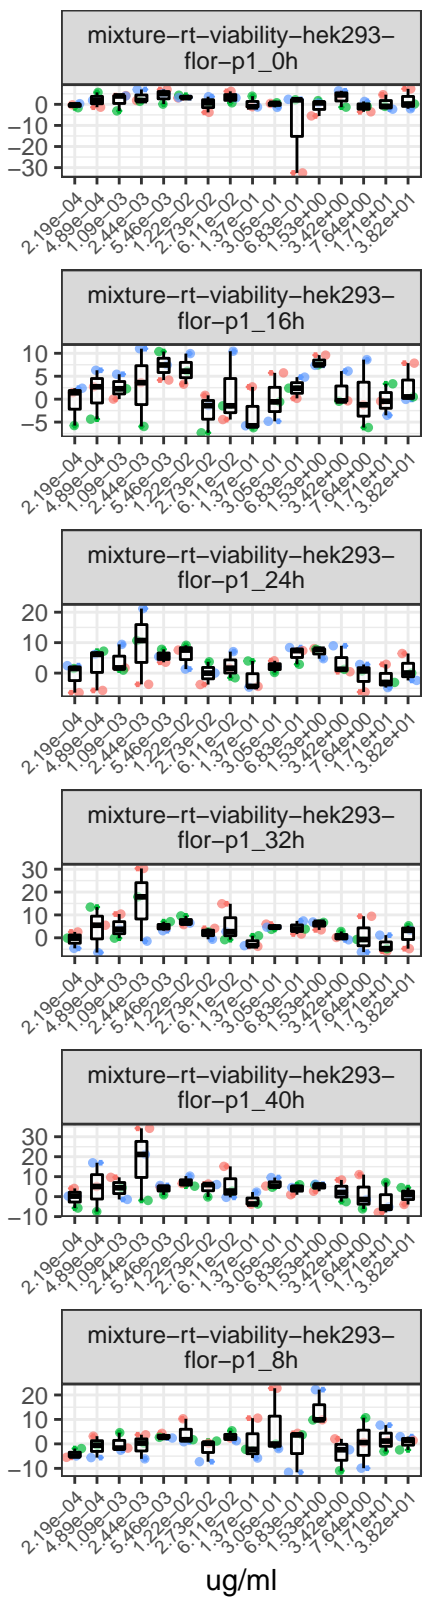 mixture−rt−viability−hek293−
flor−p1_0h
0
−10
−20
−30
2.19e−04
4.89e−04
1.09e−03
2.44e−03
5.46e−03
1.22e−02
2.73e−02
6.11e−02
1.37e−01
3.05e−01
6.83e−01
1.53e+00
3.42e+00
7.64e+00
1.71e+01
3.82e+01
mixture−rt−viability−hek293−
flor−p1_16h
10
5
0
−5
2.19e−04
4.89e−04
1.09e−03
2.44e−03
5.46e−03
1.22e−02
2.73e−02
6.11e−02
1.37e−01
3.05e−01
6.83e−01
1.53e+00
3.42e+00
7.64e+00
1.71e+01
3.82e+01
mixture−rt−viability−hek293−
flor−p1_24h
20
10
0
2.19e−04
4.89e−04
1.09e−03
2.44e−03
5.46e−03
1.22e−02
2.73e−02
6.11e−02
1.37e−01
3.05e−01
6.83e−01
1.53e+00
3.42e+00
7.64e+00
1.71e+01
3.82e+01
mixture−rt−viability−hek293−
flor−p1_32h
30
20
10
0
2.19e−04
4.89e−04
1.09e−03
2.44e−03
5.46e−03
1.22e−02
2.73e−02
6.11e−02
1.37e−01
3.05e−01
6.83e−01
1.53e+00
3.42e+00
7.64e+00
1.71e+01
3.82e+01
mixture−rt−viability−hek293−
flor−p1_40h
30
20
10
0
−10
2.19e−04
4.89e−04
1.09e−03
2.44e−03
5.46e−03
1.22e−02
2.73e−02
6.11e−02
1.37e−01
3.05e−01
6.83e−01
1.53e+00
3.42e+00
7.64e+00
1.71e+01
3.82e+01
mixture−rt−viability−hek293−
flor−p1_8h
20
10
0
−10
2.19e−04
4.89e−04
1.09e−03
2.44e−03
5.46e−03
1.22e−02
2.73e−02
6.11e−02
1.37e−01
3.05e−01
6.83e−01
1.53e+00
3.42e+00
7.64e+00
1.71e+01
3.82e+01
ug/ml